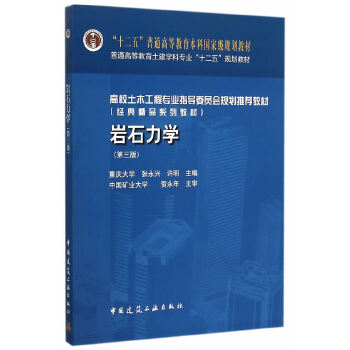 “十二五”普通高等教育本科国家级规划教材
普通高等教育土建学科专业“十二五”规划教材
高校土木工程专业指导委员会规划推荐教材
(经典精品系列教材)
岩石力学
(第三版)
重庆大学 张永兴 许明 主编
中国矿业大学 贺永年 主审
中国建筑工业出版社
岩石力学(第三版)